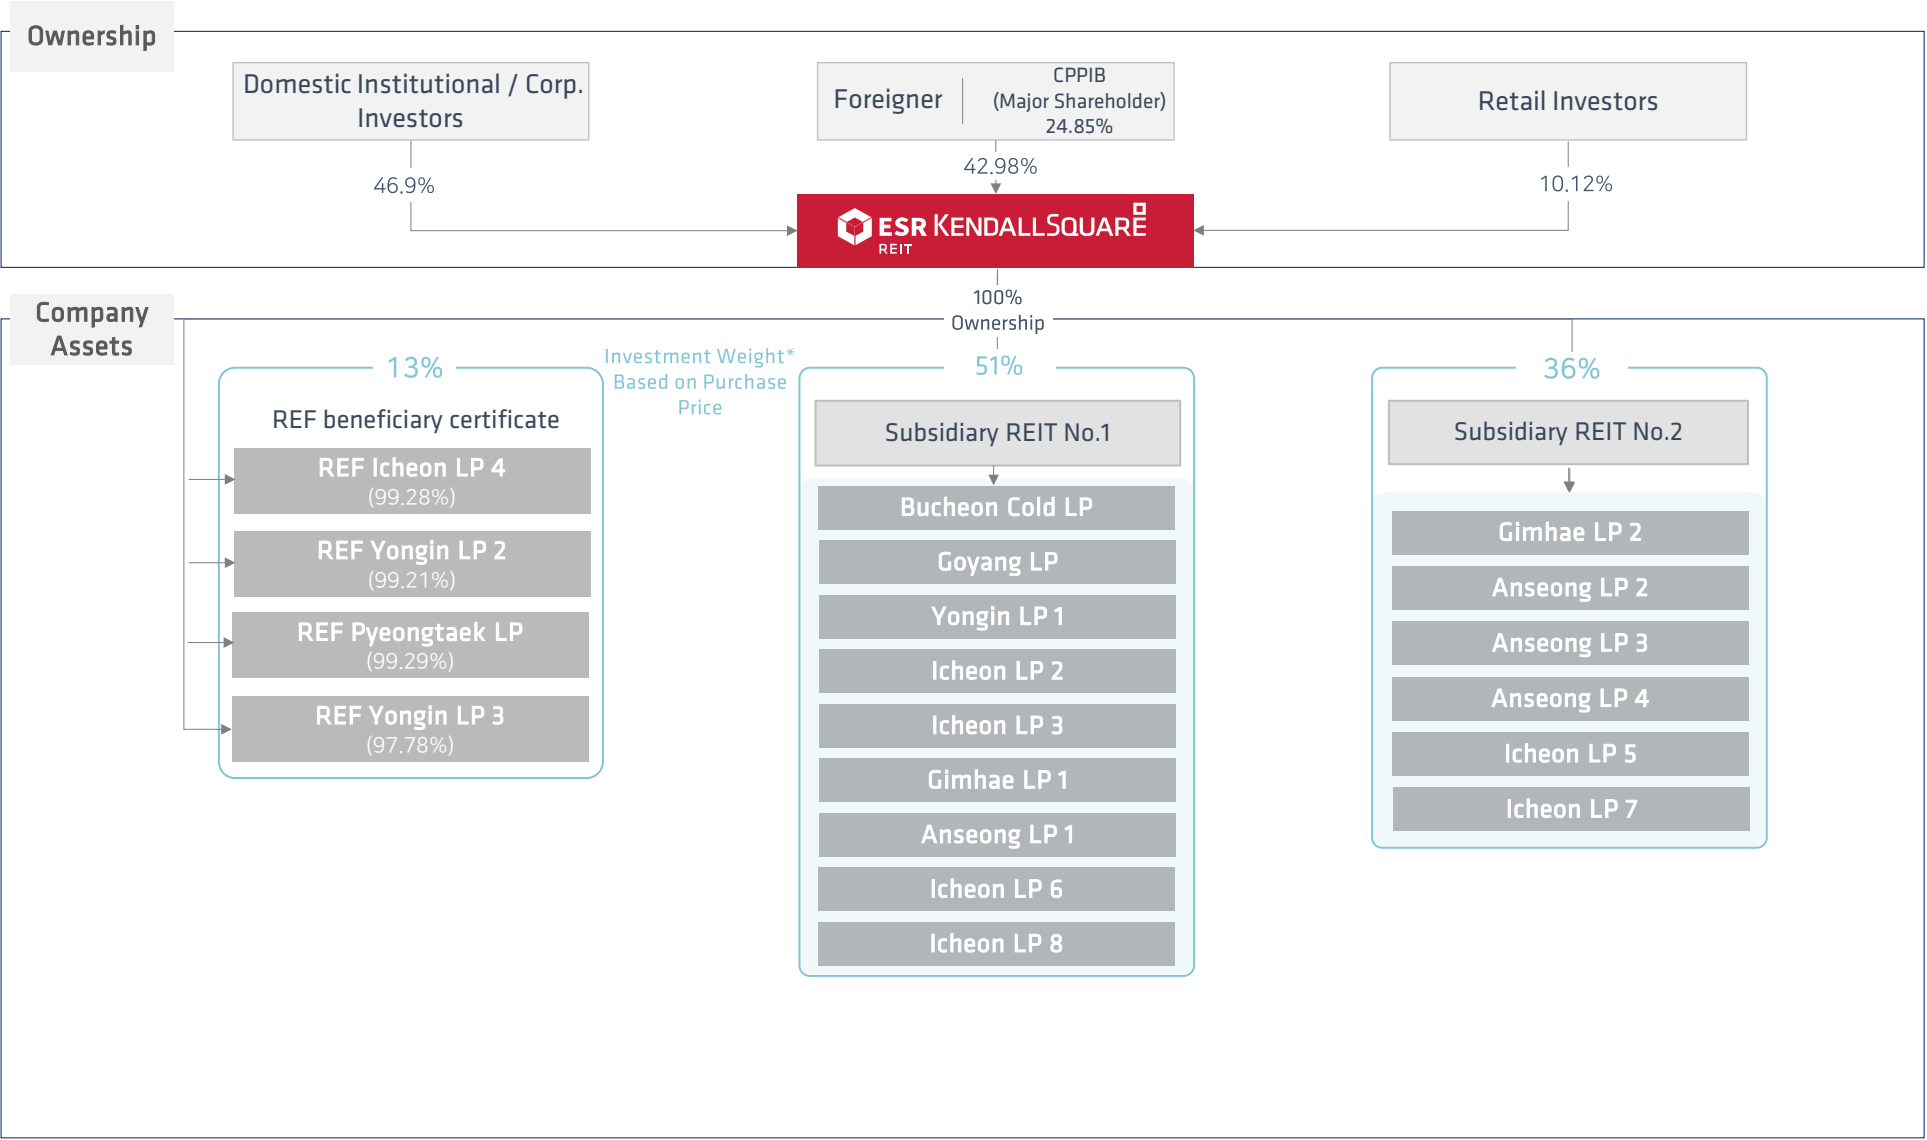 Ownership
Domestic Institutional / Corp.
Investors
Foreigner
CPPIB
(Major Shareholder)
24.85%
Retail Investors
46.9%
42.98%
10.12%
ESR KENDALLSQUARE
REIT
100%
Ownership
Company
Assets
13%
Investment Weight*
Based on Purchase
Price
51%
36%
REF beneficiary certificate
REF Icheon LP 4
(99.28%)
REF Yongin LP 2
(99.21%)
REF Pyeongtaek LP
(99.29%)
REF Yongin LP 3
(97.78%)
Subsidiary REIT No.1
Bucheon Cold LP
Goyang LP
Yongin LP 1
Icheon LP 2
Icheon LP 3
Gimhae LP 1
Anseong LP 1
Icheon LP 6
Icheon LP 8
Subsidiary REIT No.2
Gimhae LP 2
Anseong LP 2
Anseong LP 3
Anseong LP 4
Icheon LP 5
Icheon LP 7